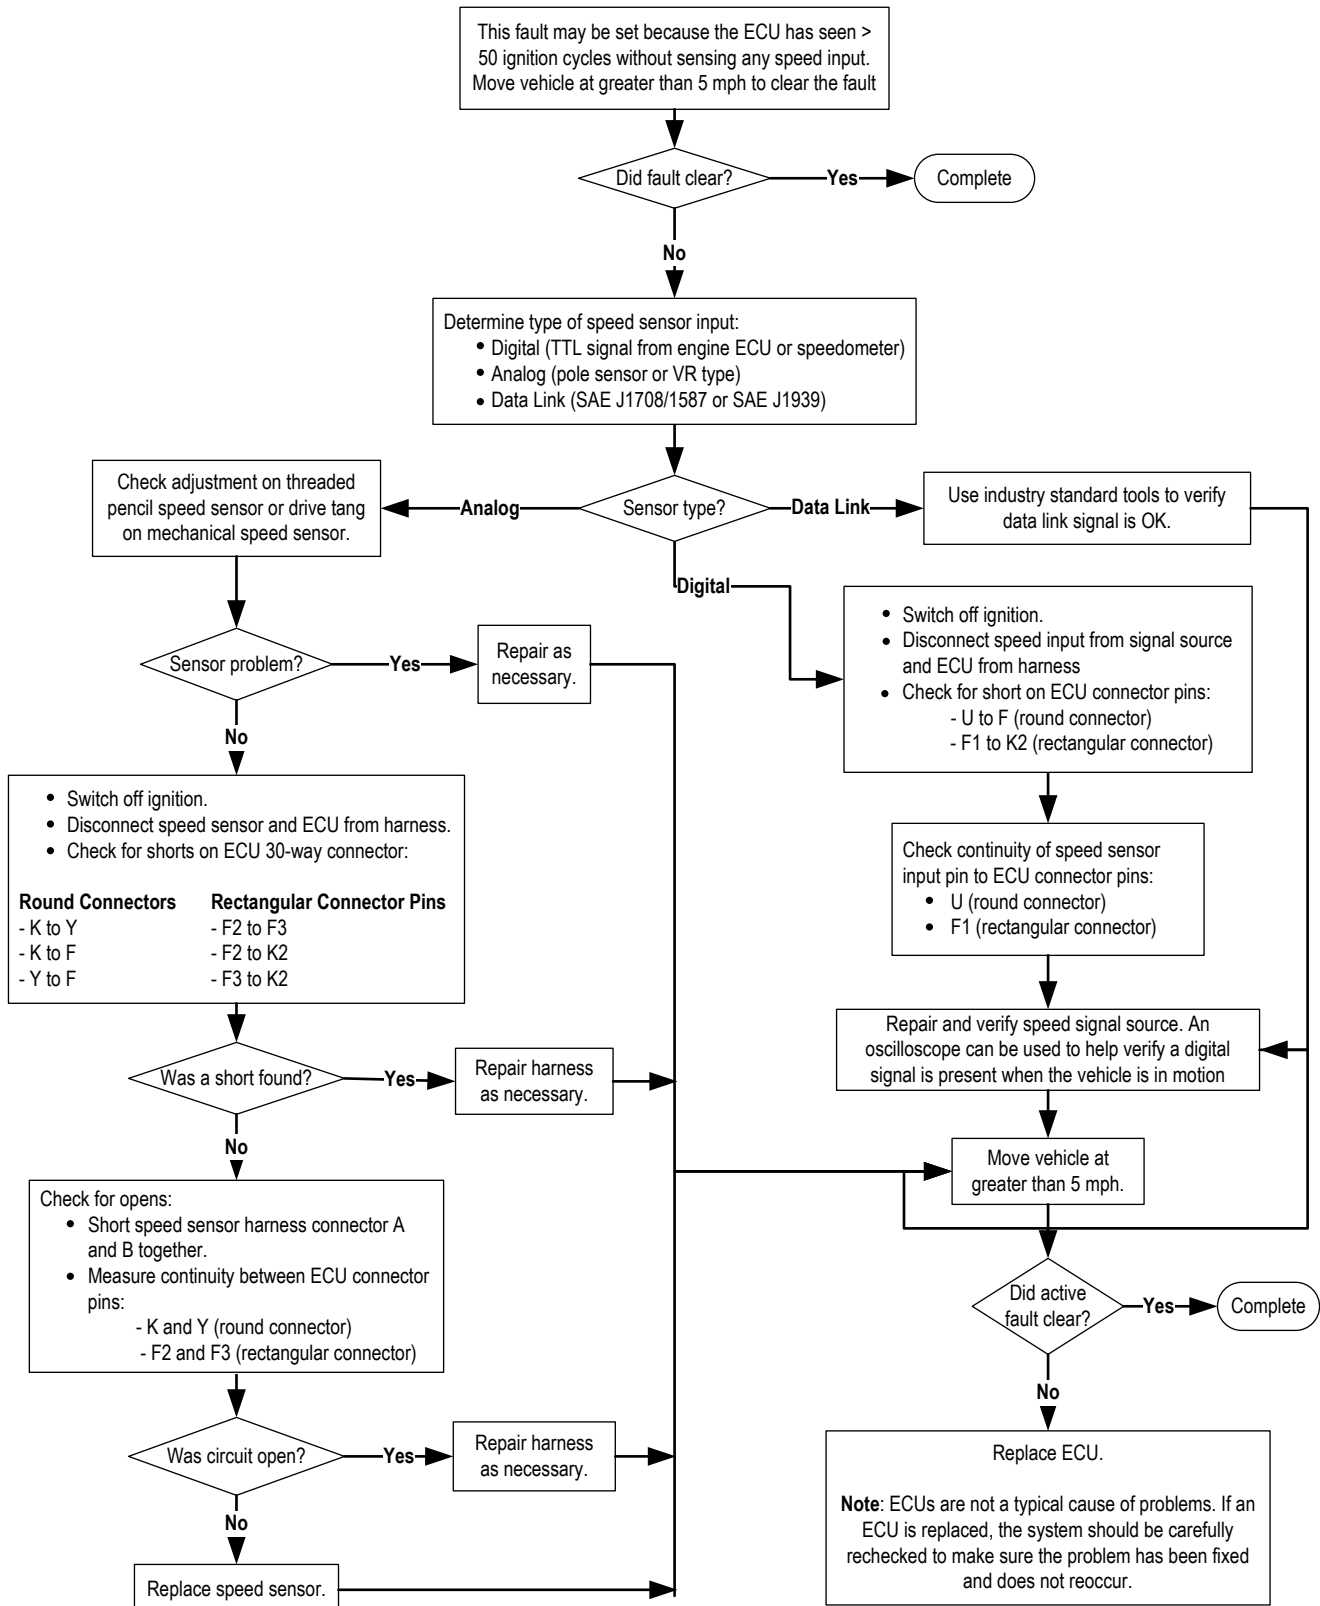 This fault may be set because the ECU has seen >
50 ignition cycles without sensing any speed input.
Move vehicle at greater than 5 mph to clear the fault
Did fault clear?
Yes
Complete
No
Determine type of speed sensor input:
• Digital (TTL signal from engine ECU or speedometer)
• Analog (pole sensor or VR type)
• Data Link (SAE J1708/1587 or SAE J1939)
Check adjustment on threaded
pencil speed sensor or drive tang
on mechanical speed sensor.
Analog
Sensor type?
Data Link
Use industry standard tools to verify
data link signal is OK.
Digital
• Switch off ignition.
• Disconnect speed input from signal source
and ECU from harness
• Check for short on ECU connector pins:
- U to F (round connector)
- F1 to K2 (rectangular connector)
Sensor problem?
Yes
Repair as
necessary.
No
• Switch off ignition.
• Disconnect speed sensor and ECU from harness.
• Check for shorts on ECU 30-way connector:
Round Connectors Rectangular Connector Pins
- K to Y - F2 to F3
- K to F - F2 to K2
- Y to F - F3 to K2
Check continuity of speed sensor
input pin to ECU connector pins:
• U (round connector)
• F1 (rectangular connector)
Repair and verify speed signal source. An
oscilloscope can be used to help verify a digital
signal is present when the vehicle is in motion
Was a short found?
Yes
Repair harness
as necessary.
No
Move vehicle at
greater than 5 mph.
Check for opens:
• Short speed sensor harness connector A
and B together.
• Measure continuity between ECU connector
pins:
- K and Y (round connector)
- F2 and F3 (rectangular connector)
Did active
fault clear?
Yes
Complete
No
Was circuit open?
Yes
Repair harness
as necessary.
No
Replace speed sensor.
Replace ECU.
Note: ECUs are not a typical cause of problems. If an
ECU is replaced, the system should be carefully
rechecked to make sure the problem has been fixed
and does not reoccur.